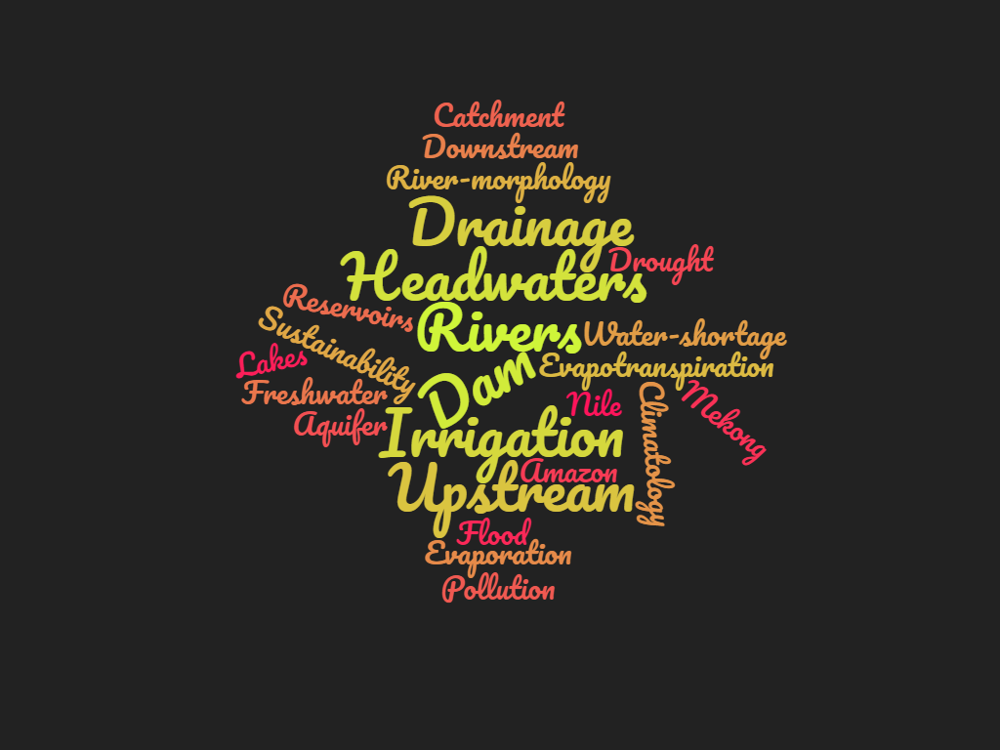 Catchment
Downstream
River-morphology
Drainage
Drought
Headwaters
Reservoirs
Rivers
Water-shortage
Sustainability
Lakes
Evapotranspiration
Dam
Freshwater
Nile
Climatology
Mekong
Aquifer
Irrigation
Amazon
Upstream
Flood
Evaporation
Pollution